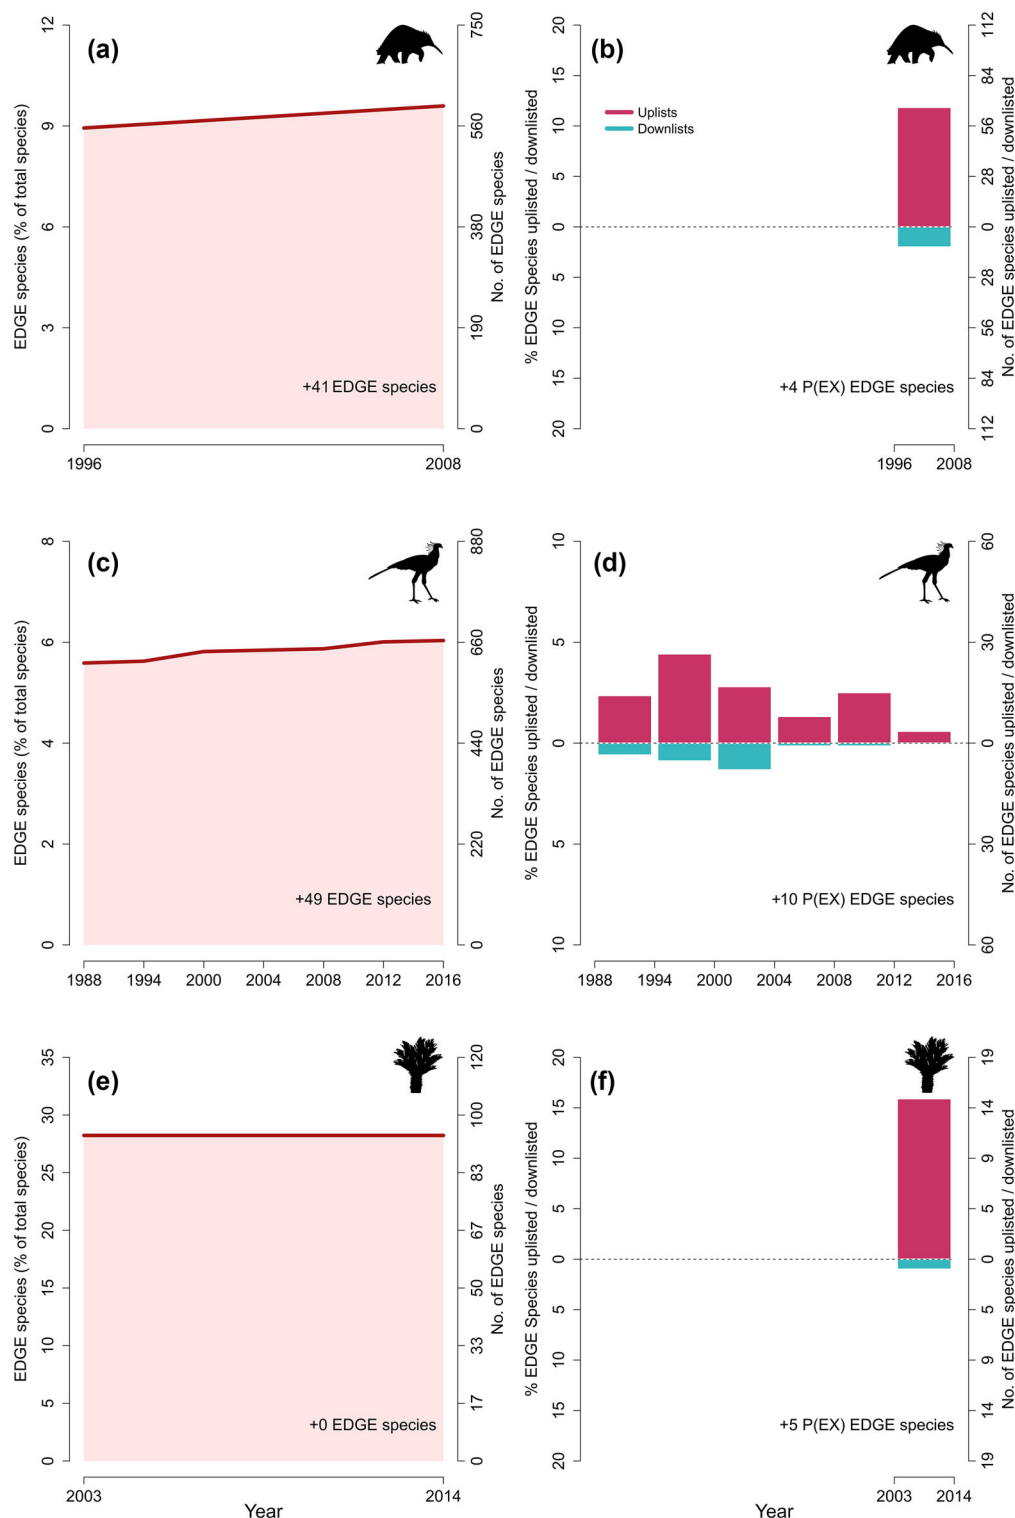 (a)
EDGE species (% of total species)
12
9
6
3
0
750
560
380
190
0
No. of EDGE species
+41 EDGE species
1996 2008
(b)
Uplists
Downlists
% EDGE Species uplisted / downlisted
20
15
10
5
0
5
10
15
20
112
84
56
28
0
28
56
84
112
No. of EDGE species uplisted / downlisted
+4 P(EX) EDGE species
1996 2008
(c)
EDGE species (% of total species)
8
6
4
2
0
880
660
440
220
0
No. of EDGE species
+49 EDGE species
1988 1994 2000 2004 2008 2012 2016
(d)
% EDGE Species uplisted / downlisted
10
5
0
5
10
60
30
0
30
60
No. of EDGE species uplisted / downlisted
+10 P(EX) EDGE species
1988 1994 2000 2004 2008 2012 2016
(e)
EDGE species (% of total species)
35
30
25
20
15
10
5
0
120
100
83
67
50
33
17
0
No. of EDGE species
+0 EDGE species
2003 2014
Year
(f)
% EDGE Species uplisted / downlisted
20
15
10
5
0
5
10
15
20
19
14
9
5
0
5
9
14
19
No. of EDGE species uplisted / downlisted
+5 P(EX) EDGE species
2003 2014
Year